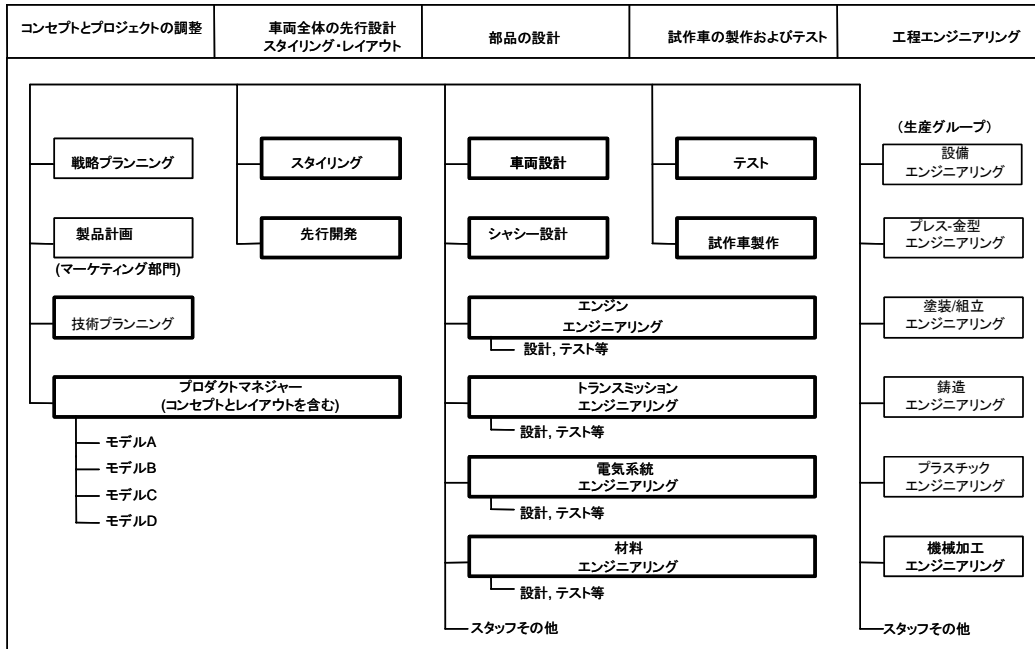 コンセプトとプロジェクトの調整
車両全体の先行設計
スタイリング・レイアウト
部品の設計
試作車の製作およびテスト
工程エンジニアリング
戦略プランニング
製品計画
(マーケティング部門)
技術プランニング
プロダクトマネジャー
(コンセプトとレイアウトを含む)
モデルA
モデルB
モデルC
モデルD
スタイリング
先行開発
車両設計
シャシー設計
エンジン
エンジニアリング
設計, テスト等
トランスミッション
エンジニアリング
設計, テスト等
電気系統
エンジニアリング
設計, テスト等
材料
エンジニアリング
設計, テスト等
スタッフその他
テスト
試作車製作
(生産グループ)
設備
エンジニアリング
プレス-金型
エンジニアリング
塗装/組立
エンジニアリング
鋳造
エンジニアリング
プラスチック
エンジニアリング
機械加工
エンジニアリング
スタッフその他